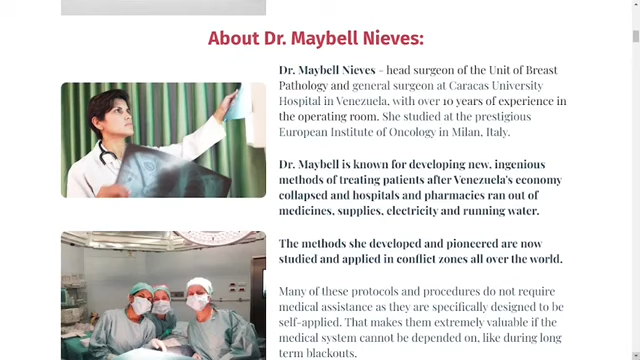 About Dr. Maybell Nieves:
Dr. Maybell Nieves - head surgeon of the Unit of Breast
Pathology and general surgeon at Caracas University
Hospital in Venezuela, with over 10 years of experience in
the operating room. She studied at the prestigious
European Institute of Oncology in Milan, Italy.
Dr. Maybell is known for developing new, ingenious
methods of treating patients after Venezuela's economy
collapsed and hospitals and pharmacies ran out of
medicines, supplies, electricity and running water.
The methods she developed and pioneered are now
studied and applied in conflict zones all over the world.
Many of these protocols and procedures do not require
medical assistance as they are specifically designed to be
self-applied. That makes them extremely valuable if the
medical system cannot be depended on, like during long
term blackouts.